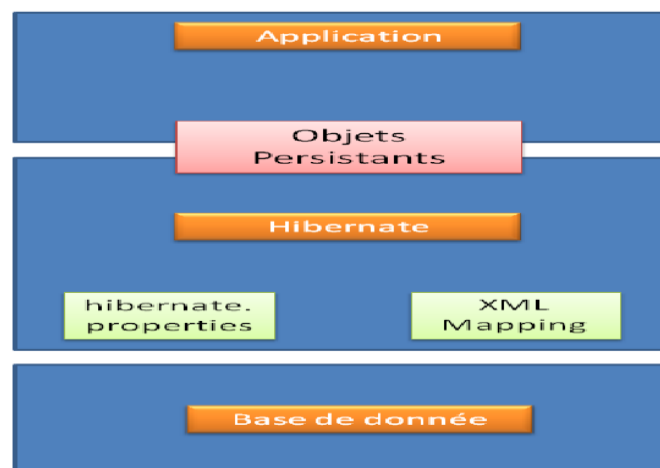 Application
Objets
Persistants
Hibernate
hibernate.
properties
XML
Mapping
Base de donnée